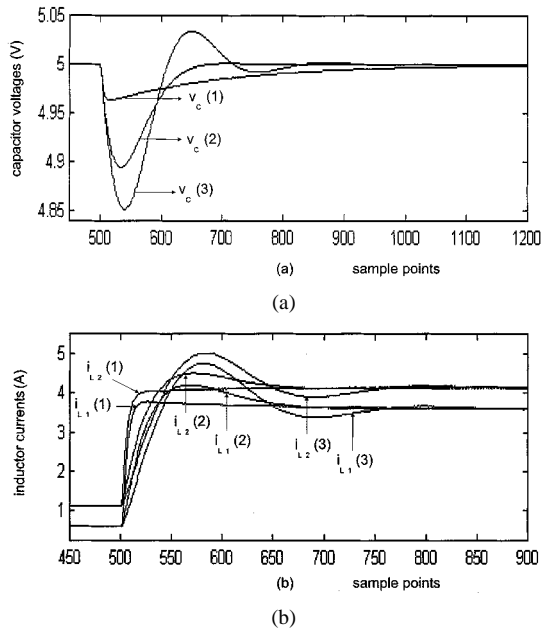 5.05
5
4.95
4.9
4.85
capacitor voltages (V)
v_c (1)
v_c (2)
v_c (3)
500 600 700 800 900 1000 1100 1200
(a) sample points
(a)
5
4
3
2
1
inductor currents (A)
i_L2 (1)
i_L1 (1)
i_L2 (2)
i_L1 (2)
i_L2 (3)
i_L1 (3)
450 500 550 600 650 690 750 800 850 900
(b) sample points
(b)